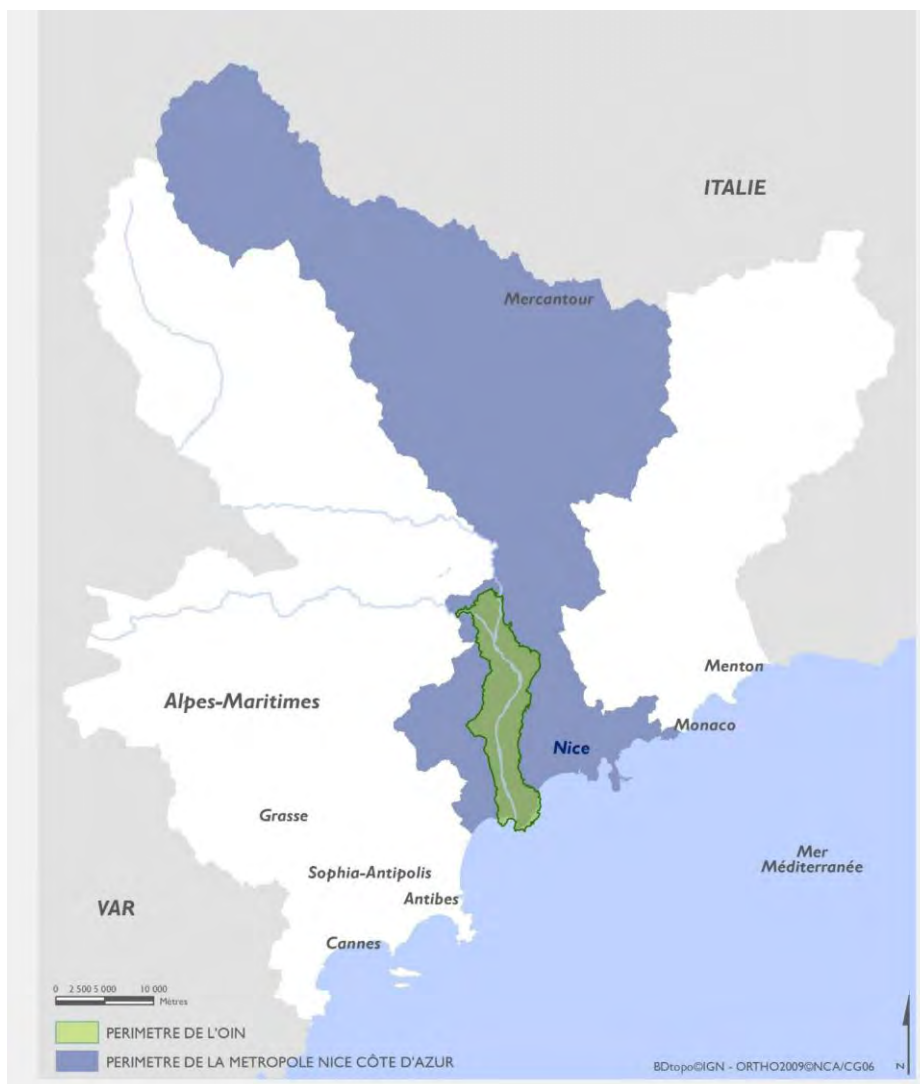 ITALIE
Mercantour
Menton
Alpes-Maritimes
Monaco
Nice
Grasse
Mer
Méditerranée
Sophia-Antipolis
Antibes
VAR
Cannes
0 2 500 5 000 10 000
Mètres
PERIMETRE DE L'OIN
PERIMETRE DE LA METROPOLE NICE CÔTE D'AZUR
BDtopo©IGN - ORTHO2009©NCA/CG06
N